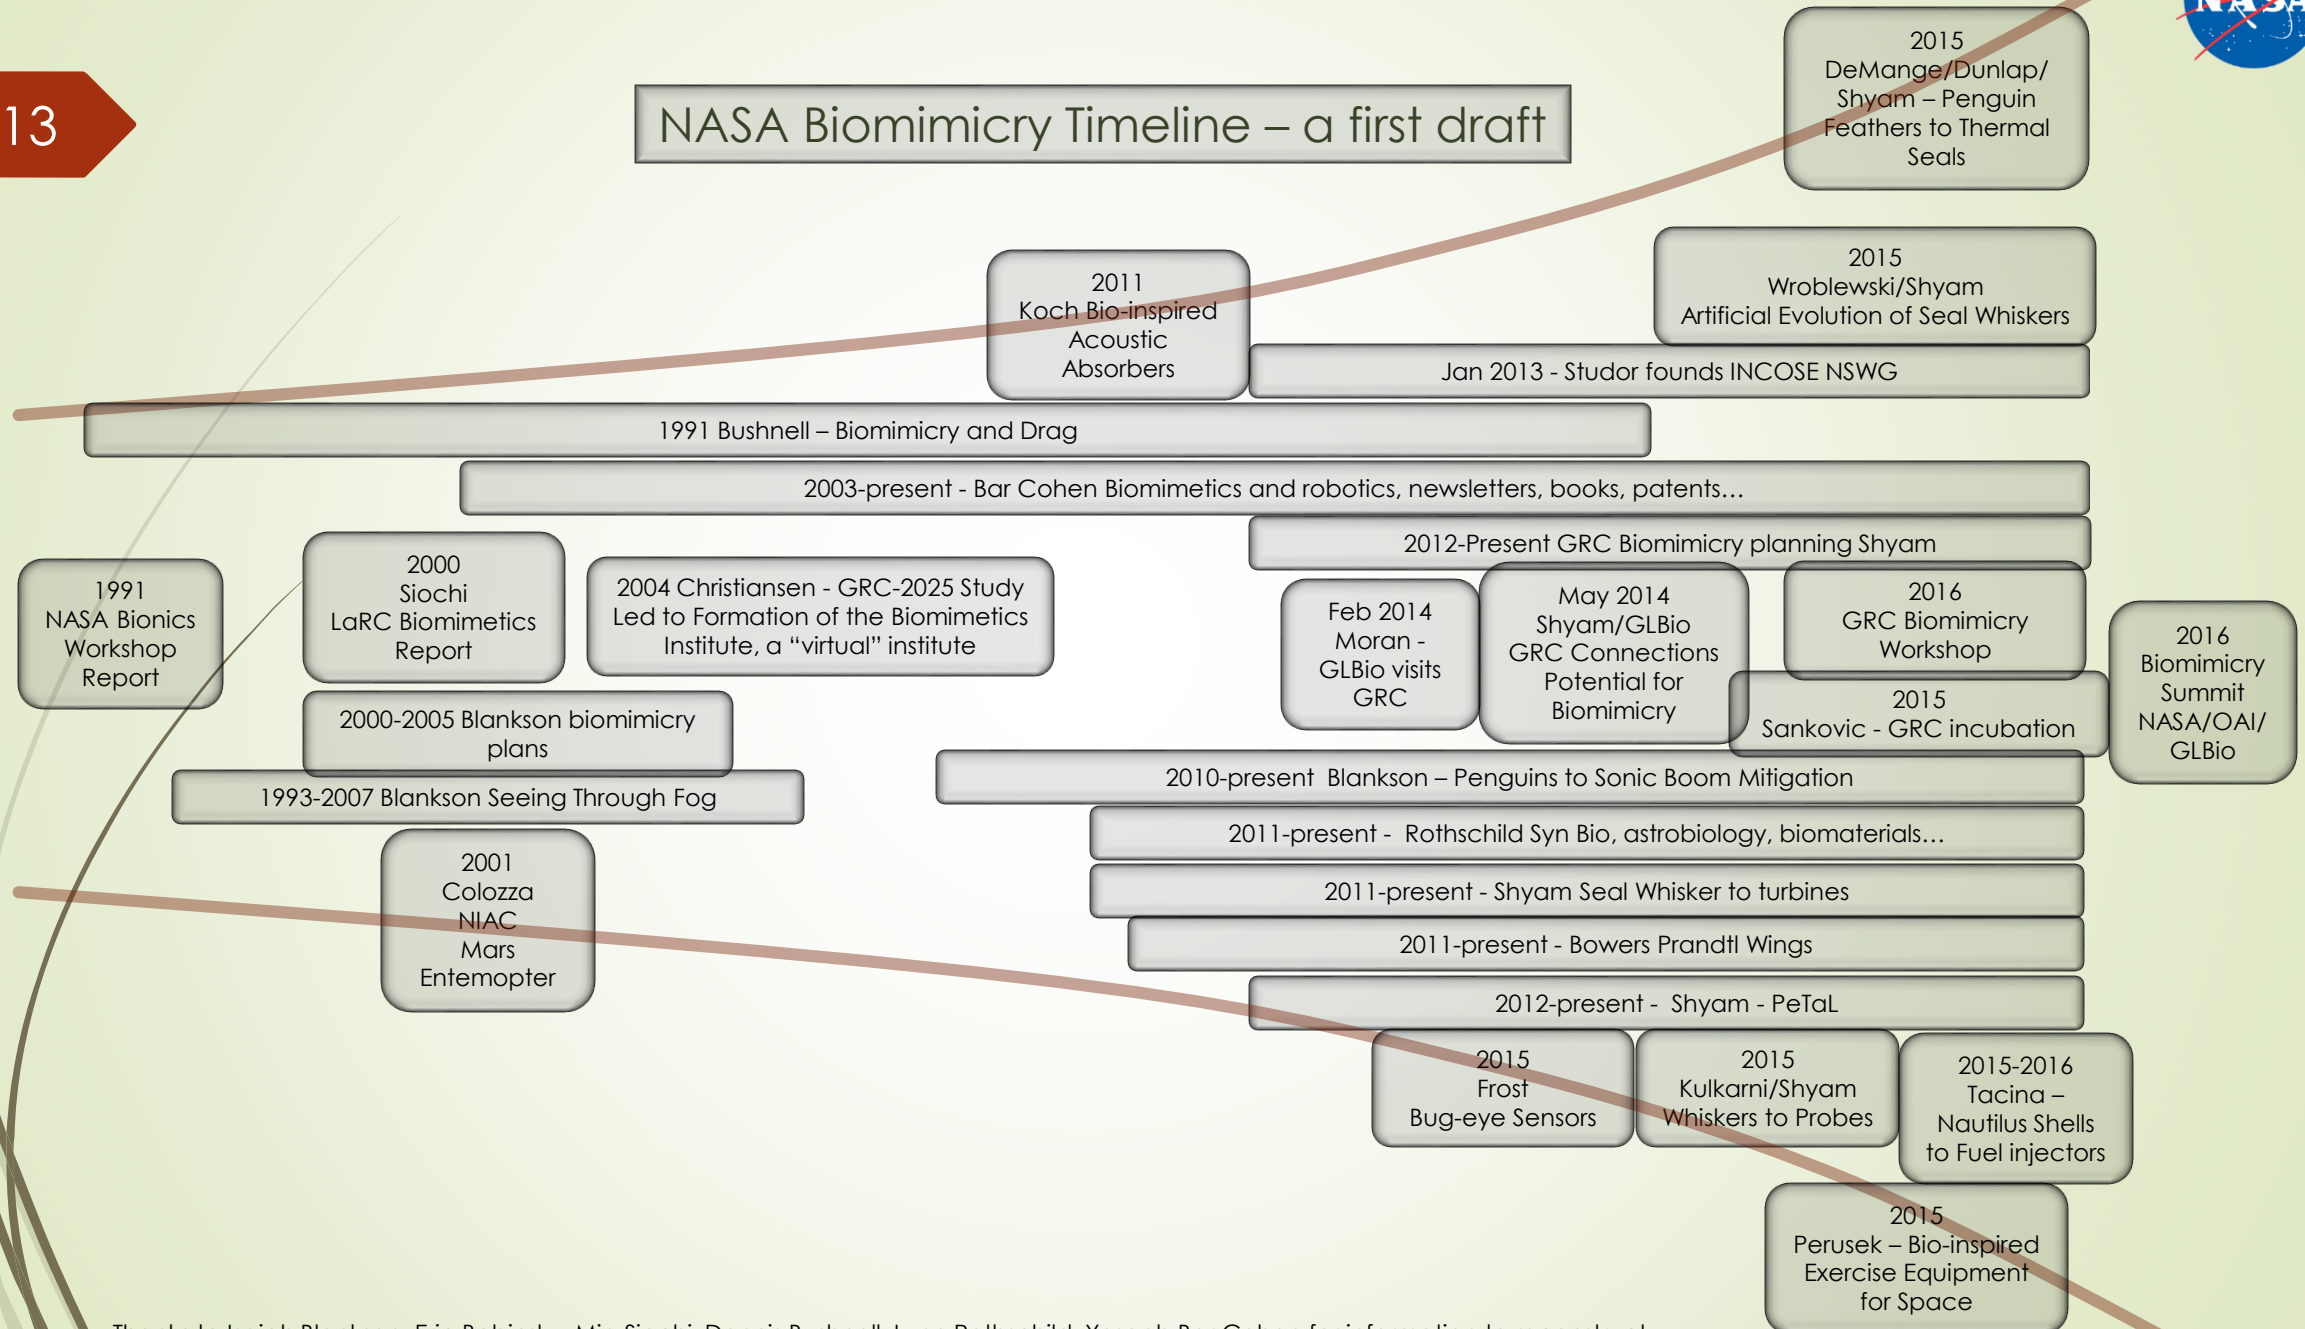 NASA
13
NASA Biomimicry Timeline – a first draft
2015
DeMange/Dunlap/
Shyam – Penguin
Feathers to Thermal
Seals
2015
Wroblewski/Shyam
Artificial Evolution of Seal Whiskers
2011
Koch Bio-inspired
Acoustic
Absorbers
Jan 2013 - Studor founds INCOSE NSWG
1991 Bushnell – Biomimicry and Drag
2003-present - Bar Cohen Biomimetics and robotics, newsletters, books, patents…
2012-Present GRC Biomimicry planning Shyam
1991
NASA Bionics
Workshop
Report
2000
Siochi
LaRC Biomimetics
Report
2004 Christiansen - GRC-2025 Study
Led to Formation of the Biomimetics
Institute, a “virtual” institute
Feb 2014
Moran -
GLBio visits
GRC
May 2014
Shyam/GLBio
GRC Connections
Potential for
Biomimicry
2016
GRC Biomimicry
Workshop
2015
Sankovic - GRC incubation
2016
Biomimicry
Summit
NASA/OAI/
GLBio
2000-2005 Blankson biomimicry
plans
1993-2007 Blankson Seeing Through Fog
2010-present  Blankson – Penguins to Sonic Boom Mitigation
2011-present -  Rothschild Syn Bio, astrobiology, biomaterials…
2011-present - Shyam Seal Whisker to turbines
2011-present - Bowers Prandtl Wings
2012-present -  Shyam - PeTaL
2001
Colozza
NIAC
Mars
Entemopter
2015
Frost
Bug-eye Sensors
2015
Kulkarni/Shyam
Whiskers to Probes
2015-2016
Tacina –
Nautilus Shells
to Fuel injectors
2015
Perusek – Bio-inspired
Exercise Equipment
for Space